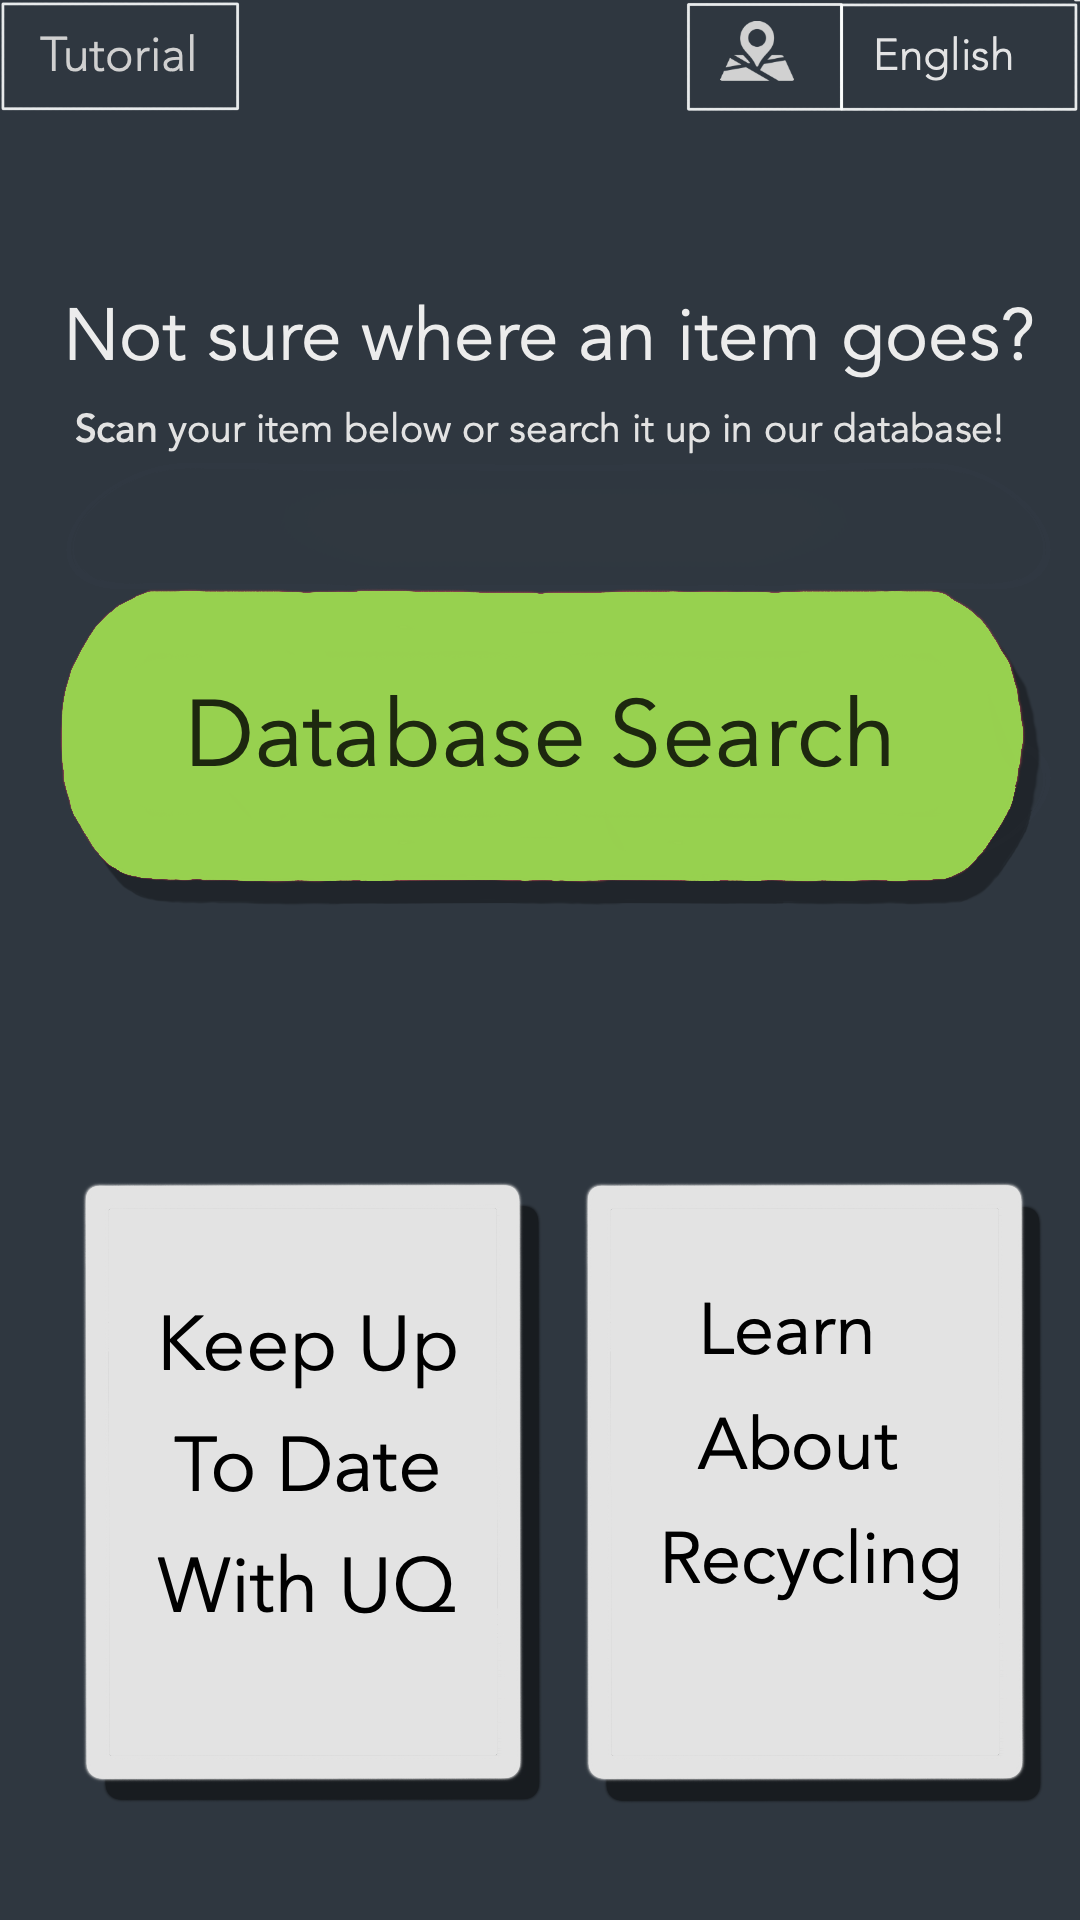 Tutorial
English
Not sure where an item goes?
Scan your item below or search it up in our database!
Database Search
Keep Up
To Date
With UQ
Learn
About
Recycling